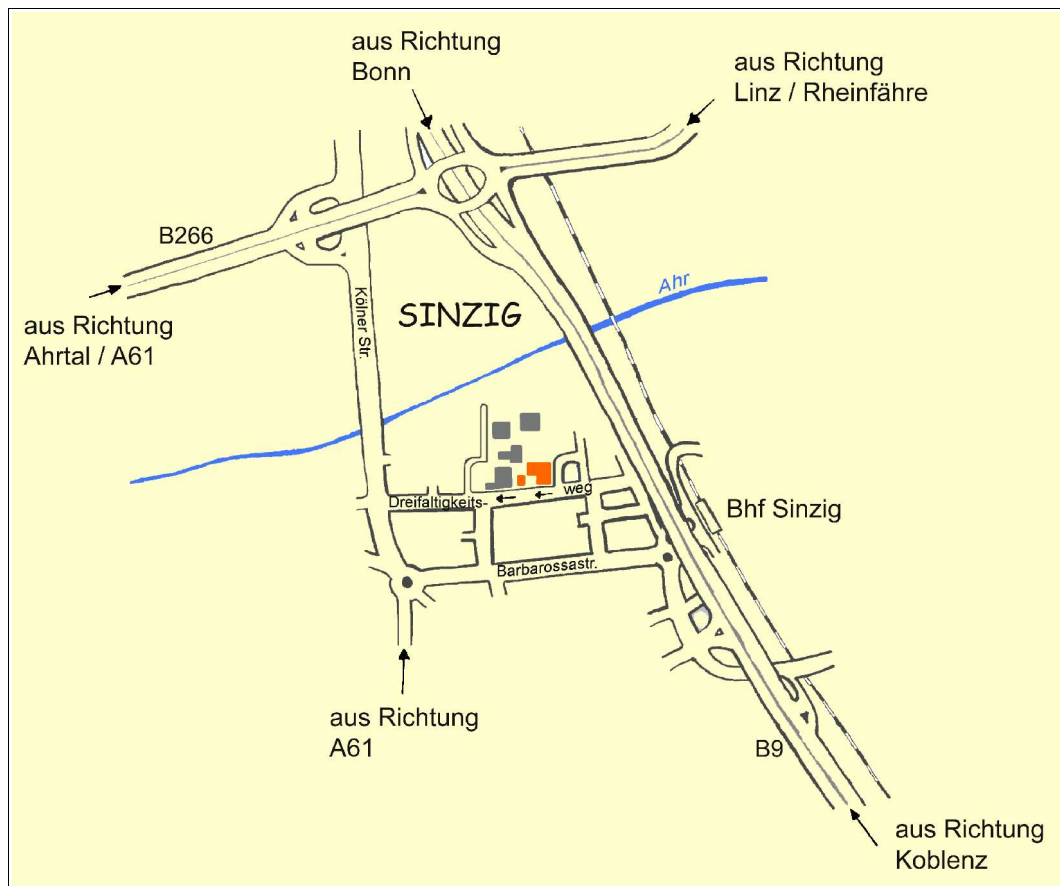 aus Richtung
Bonn
aus Richtung
Linz / Rheinfähre
B266
aus Richtung
Ahrtal / A61
Kölner Str.
SINZIG
Ahr
Dreifaltigkeits-
weg
Bhf Sinzig
Barbarossastr.
aus Richtung
A61
B9
aus Richtung
Koblenz